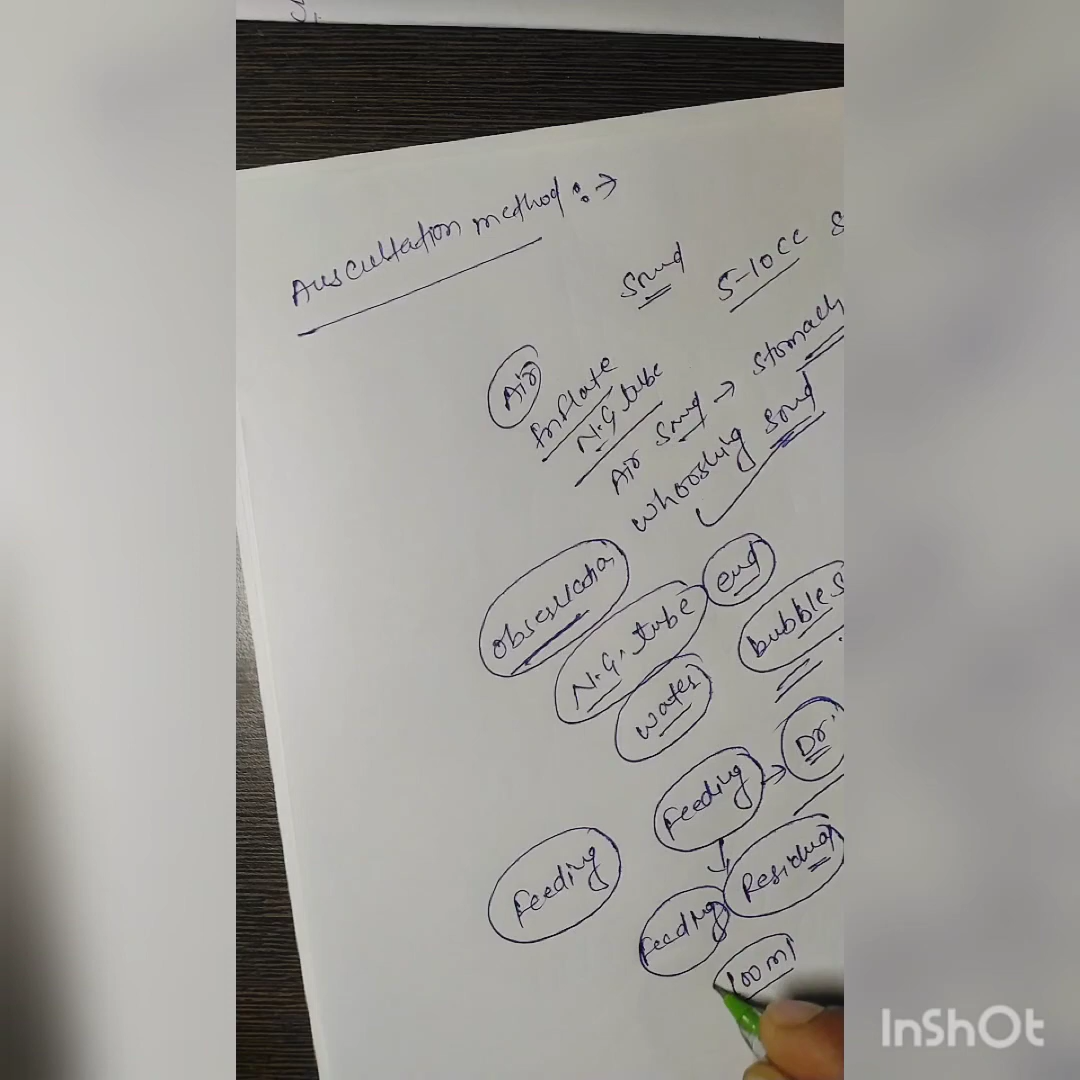 Auscultation method :→
Sound 5-10cc S
Air
Inflate
N.G tube
Air Sound → Stomach
Whooshing Sound
Observation
N.G. tube end
water bubbles
Feeding → Dr.
Feeding
Feeding Residual
100ml
InShOt